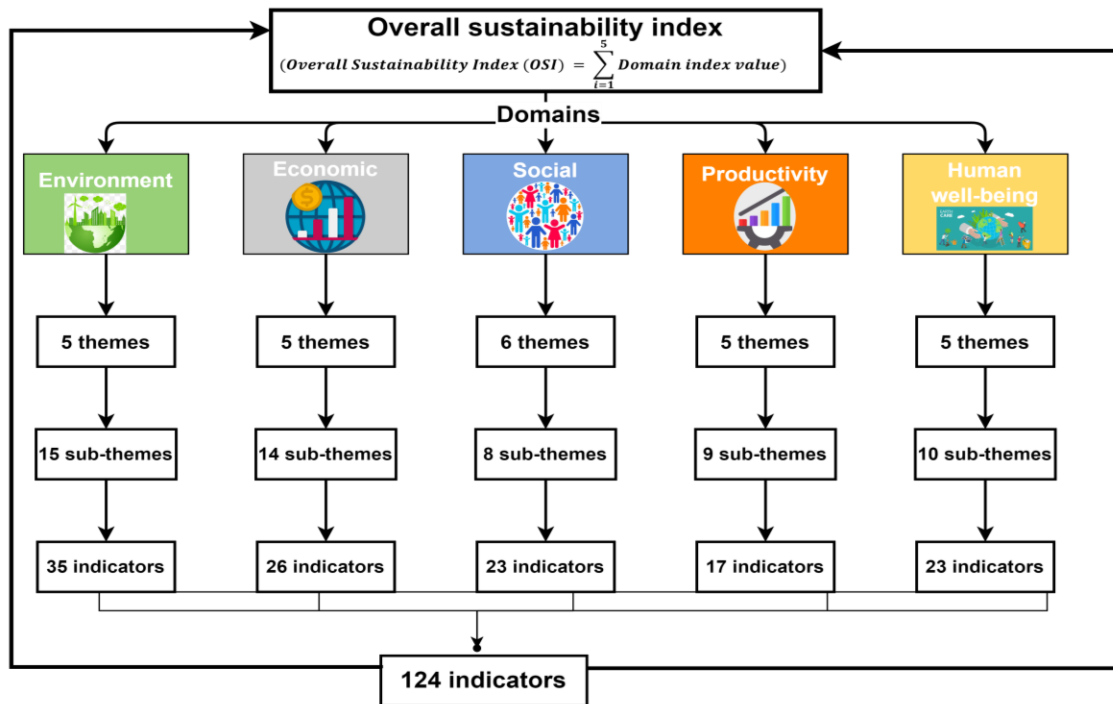 Overall sustainability index
(Overall Sustainability Index (OSI) = ∑_{i=1}^{5} Domain index value)
Domains
Environment
Economic
Social
Productivity
Human
well-being
$
5 themes
5 themes
6 themes
5 themes
5 themes
15 sub-themes
14 sub-themes
8 sub-themes
9 sub-themes
10 sub-themes
35 indicators
26 indicators
23 indicators
17 indicators
23 indicators
124 indicators